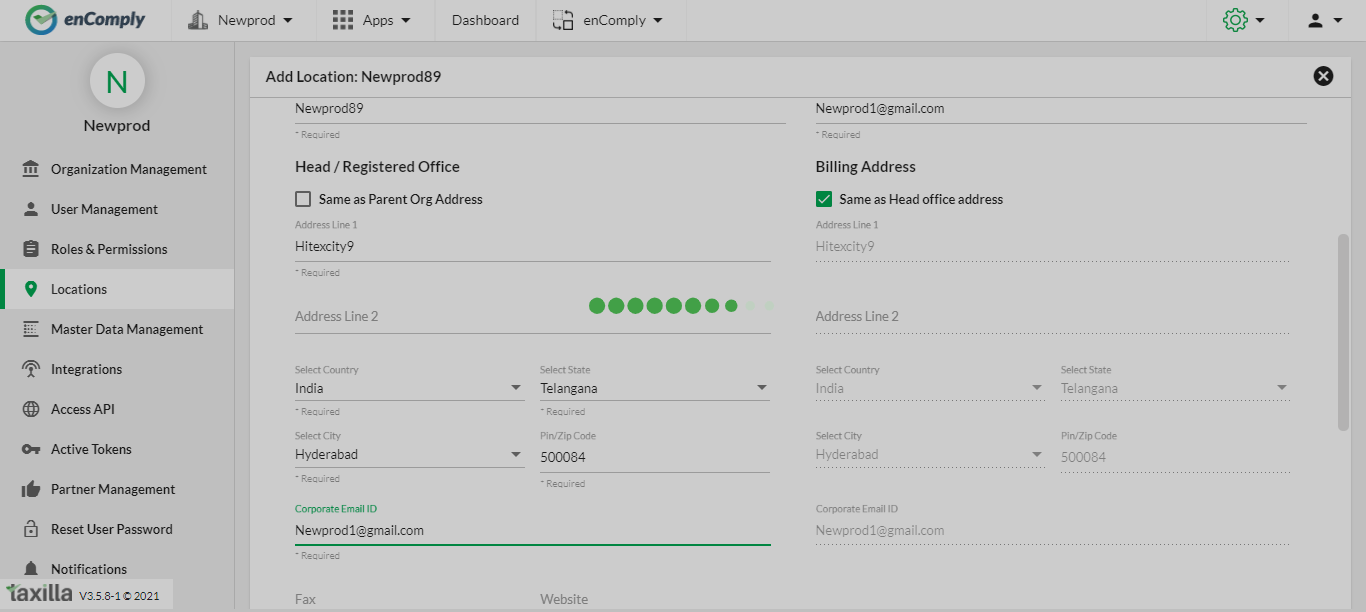 enComply
Newprod
Apps
Dashboard
enComply
N
Newprod
Organization Management
User Management
Roles & Permissions
Locations
Master Data Management
Integrations
Access API
Active Tokens
Partner Management
Reset User Password
Notifications
taxilla V3.5.8-1 © 2021
Add Location: Newprod89
Newprod89 Newprod1@gmail.com
* Required * Required
Head / Registered Office Billing Address
Same as Parent Org Address Same as Head office address
Address Line 1 Address Line 1
Hitexcity9 Hitexcity9
* Required
Address Line 2 Address Line 2
Select Country Select State Select Country Select State
India Telangana India Telangana
* Required * Required
Select City Pin/Zip Code Select City Pin/Zip Code
Hyderabad 500084 Hyderabad 500084
* Required * Required
Corporate Email ID Corporate Email ID
Newprod1@gmail.com Newprod1@gmail.com
* Required
Fax Website